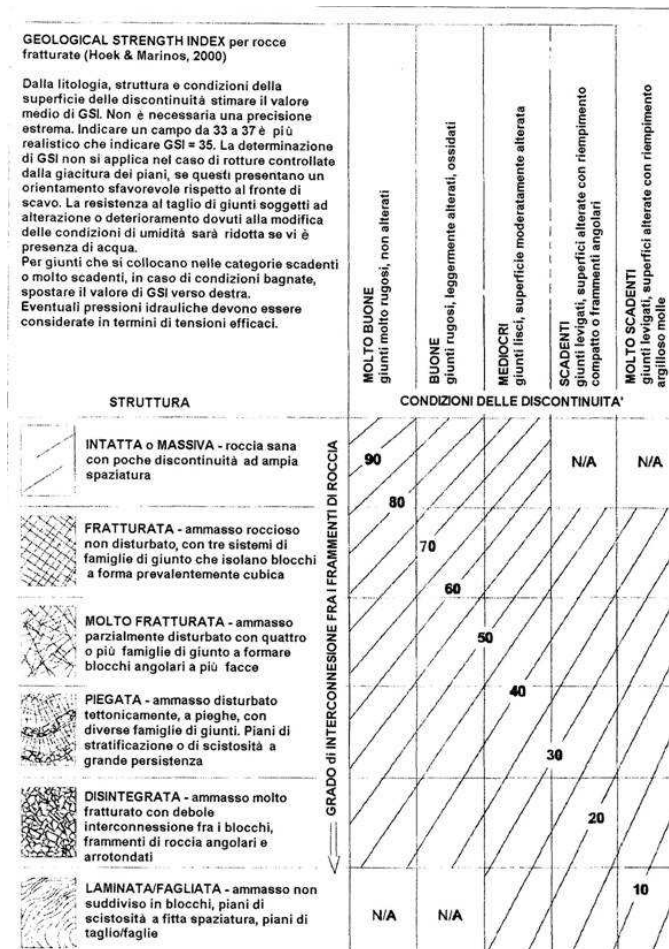 GEOLOGICAL STRENGTH INDEX per rocce
fratturate (Hoek & Marinos, 2000)
Dalla litologia, struttura e condizioni della
superficie delle discontinuità stimare il valore
medio di GSI. Non è necessaria una precisione
estrema. Indicare un campo da 33 a 37 è più
realistico che indicare GSI = 35. La determinazione
di GSI non si applica nel caso di rotture controllate
dalla giacitura dei piani, se questi presentano un
orientamento sfavorevole rispetto al fronte di
scavo. La resistenza al taglio di giunti soggetti ad
alterazione o deterioramento dovuti alla modifica
delle condizioni di umidità sarà ridotta se vi è
presenza di acqua.
Per giunti che si collocano nelle categorie scadenti
o molto scadenti, in caso di condizioni bagnate,
spostare il valore di GSI verso destra.
Eventuali pressioni idrauliche devono essere
considerate in termini di tensioni efficaci.
MOLTO BUONE
giunti molto rugosi, non alterati
BUONE
giunti rugosi, leggermente alterati, ossidati
MEDIOCRI
giunti lisci, superficie moderatamente alterata
SCADENTI
giunti levigati, superfici alterate con riempimento
compatto o frammenti angolari
MOLTO SCADENTI
giunti levigati, superfici alterate con riempimento
argilloso molle
STRUTTURA
CONDIZIONI DELLE DISCONTINUITA'
GRADO di INTERCONNESIONE FRA I FRAMMENTI DI ROCCIA
INTATTA o MASSIVA - roccia sana
con poche discontinuità ad ampia
spaziatura
90
N/A
N/A
80
FRATTURATA - ammasso roccioso
non disturbato, con tre sistemi di
famiglie di giunto che isolano blocchi
a forma prevalentemente cubica
70
60
MOLTO FRATTURATA - ammasso
parzialmente disturbato con quattro
o più famiglie di giunto a formare
blocchi angolari a più facce
50
PIEGATA - ammasso disturbato
tettonicamente, a pieghe, con
diverse famiglie di giunti. Piani di
stratificazione o di scistosità a
grande persistenza
40
30
DISINTEGRATA - ammasso molto
fratturato con debole
interconnessione fra i blocchi,
frammenti di roccia angolari e
arrotondati
20
LAMINATA/FAGLIATA - ammasso non
suddiviso in blocchi, piani di
scistosità a fitta spaziatura, piani di
taglio/faglie
N/A
N/A
10